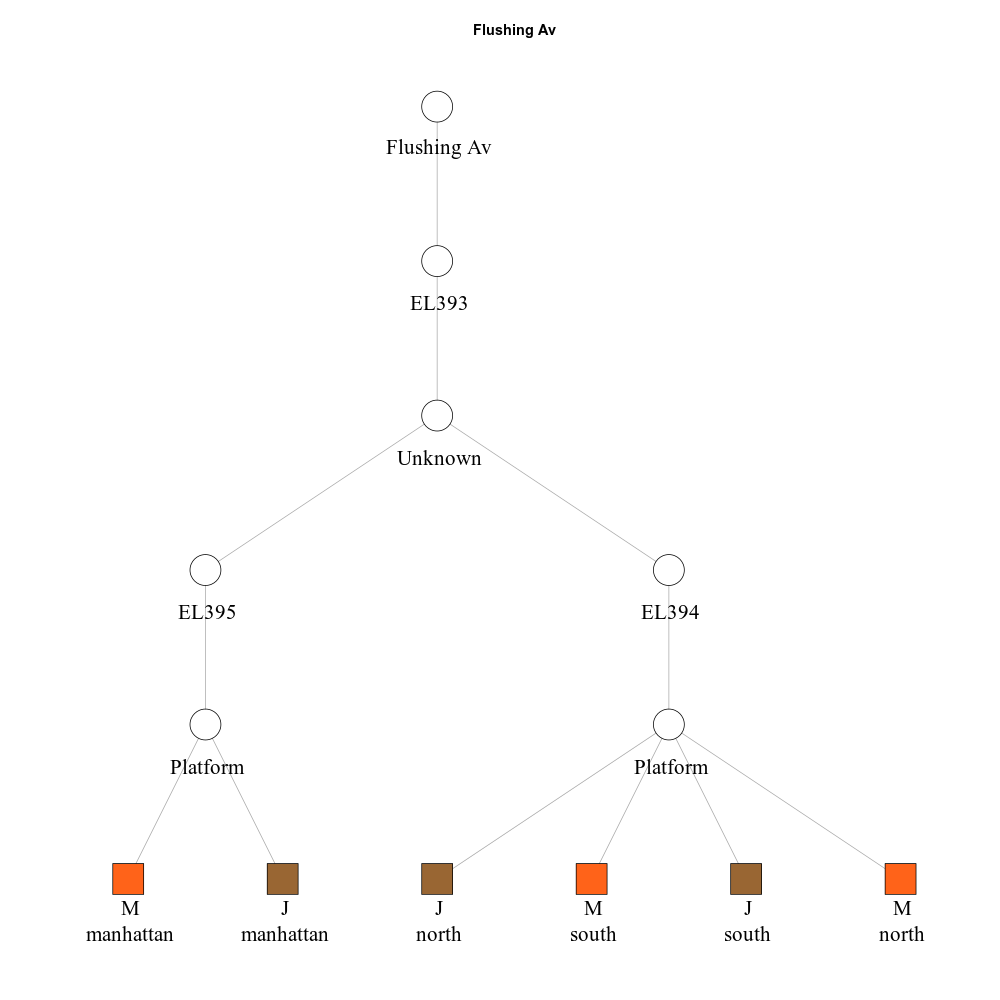 Flushing Av
Flushing Av
EL393
Unknown
EL395
EL394
Platform
Platform
M
manhattan
J
manhattan
J
north
M
south
J
south
M
north